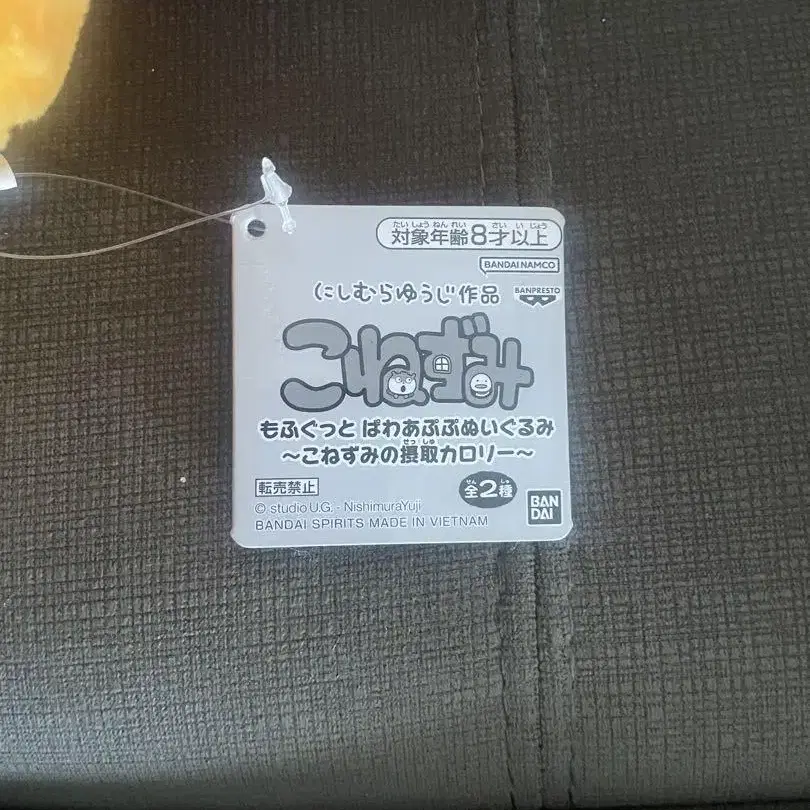 たいしょうねんれい さい いじょう
対象年齢8才以上
BANDAI NAMCO
にしむらゆうじ作品
BANPRESTO
こねずみ
もふぐっと ぱわあぷぷぬいぐるみ
せっしゅ
～こねずみの摂取カロリー～
転売禁止
ぜん しゅ
全2種
BAN
DAI
© studio U.G. - NishimuraYuji
BANDAI SPIRITS MADE IN VIETNAM